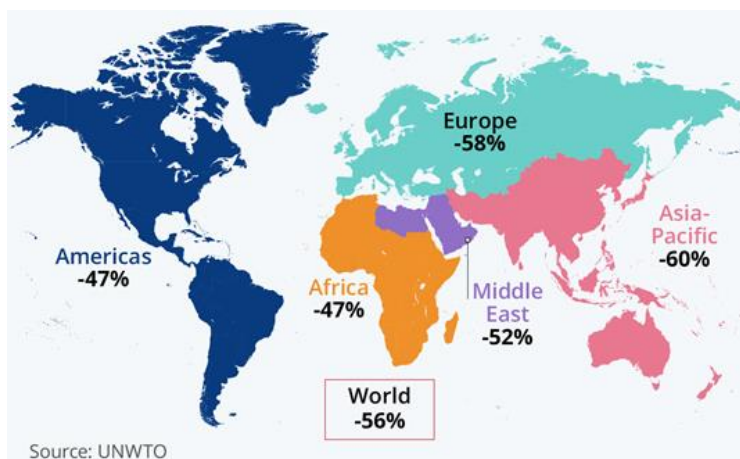 Europe
-58%
Asia-
Pacific
-60%
Americas
-47%
Africa
-47%
Middle
East
-52%
World
-56%
Source: UNWTO